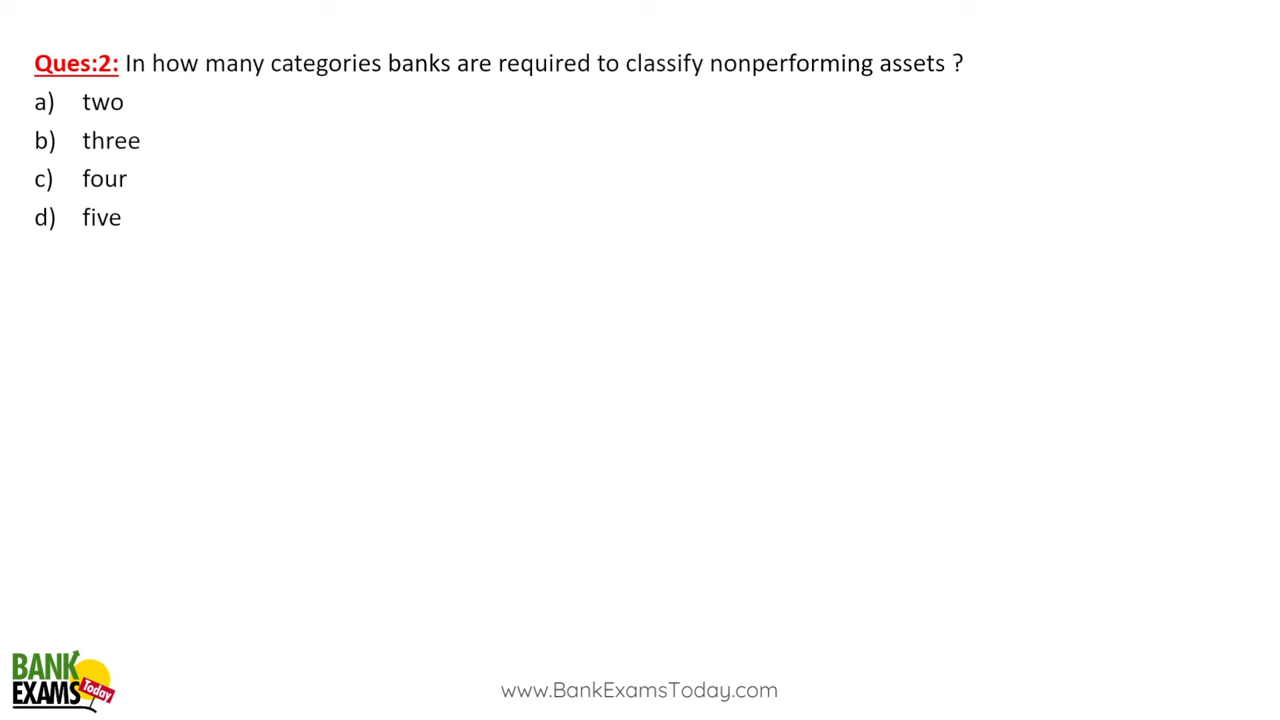 Ques:2: In how many categories banks are required to classify nonperforming assets ?
a) two
b) three
c) four
d) five
BANK
EXAMS Today
www.BankExamsToday.com